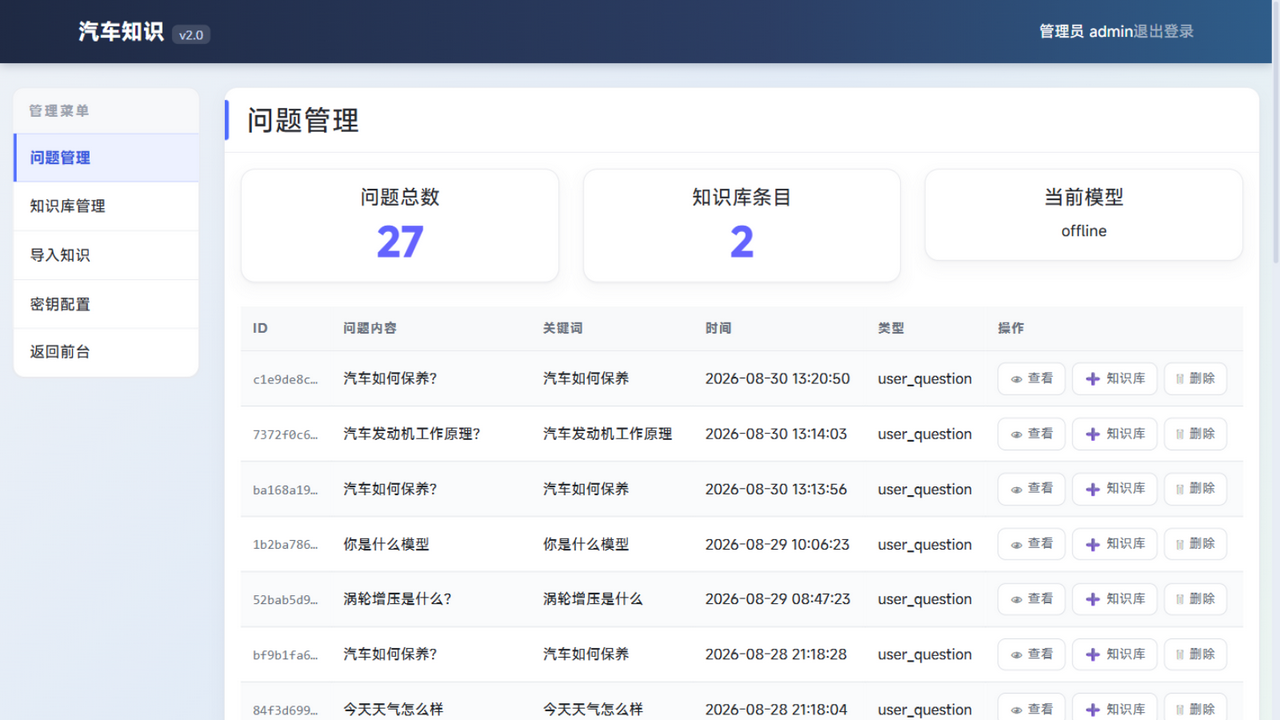 汽车知识 v2.0
管理员 admin退出登录
管理菜单
问题管理
知识库管理
导入知识
密钥配置
返回前台
问题管理
问题总数
27
知识库条目
2
当前模型
offline
ID 问题内容 关键词 时间 类型 操作
c1e9de8c… 汽车如何保养? 汽车如何保养 2026-08-30 13:20:50 user_question 查看 知识库 删除
7372f0c6… 汽车发动机工作原理? 汽车发动机工作原理 2026-08-30 13:14:03 user_question 查看 知识库 删除
ba168a19… 汽车如何保养? 汽车如何保养 2026-08-30 13:13:56 user_question 查看 知识库 删除
1b2ba786… 你是什么模型 你是什么模型 2026-08-29 10:06:23 user_question 查看 知识库 删除
52bab5d9… 涡轮增压是什么? 涡轮增压是什么 2026-08-29 08:47:23 user_question 查看 知识库 删除
bf9b1fa6… 汽车如何保养? 汽车如何保养 2026-08-28 21:18:28 user_question 查看 知识库 删除
84f3d699… 今天天气怎么样 今天天气怎么样 2026-08-28 21:18:04 user_question 查看 知识库 删除